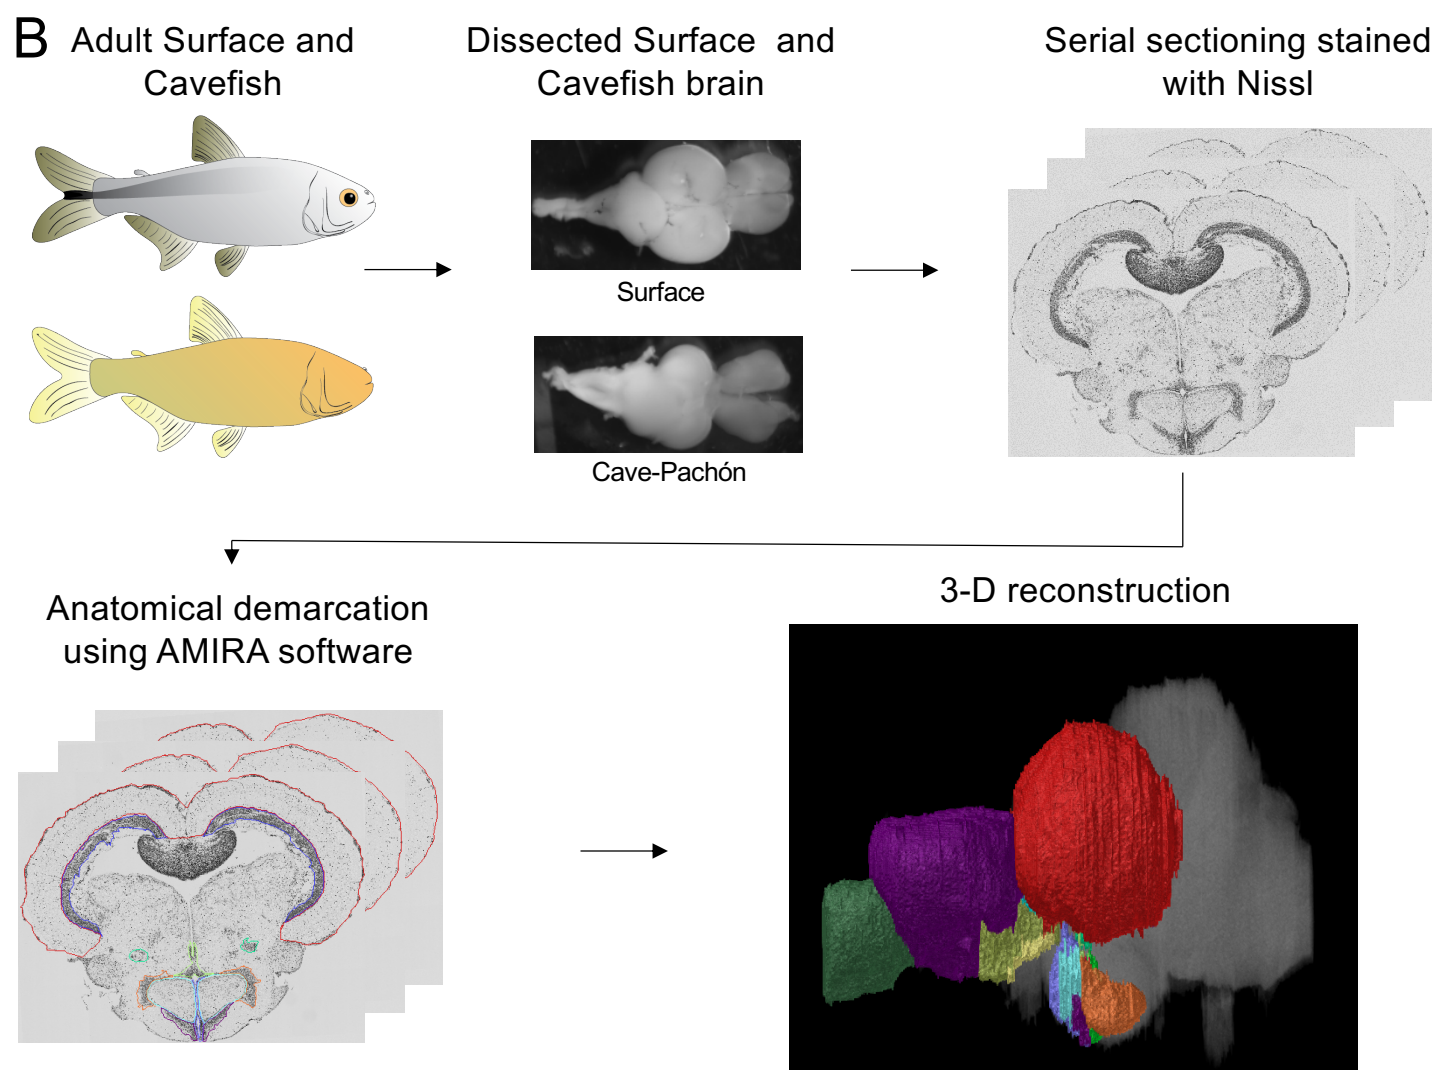 B
Adult Surface and
Cavefish
Dissected Surface and
Cavefish brain
Serial sectioning stained
with Nissl
Surface
Cave-Pachón
Anatomical demarcation
using AMIRA software
3-D reconstruction